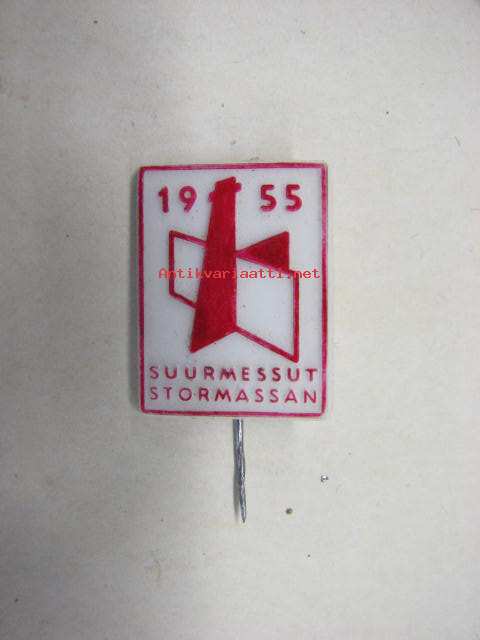 19 55
Antikvariaatti.net
SUURMESSUT
STORMASSAN